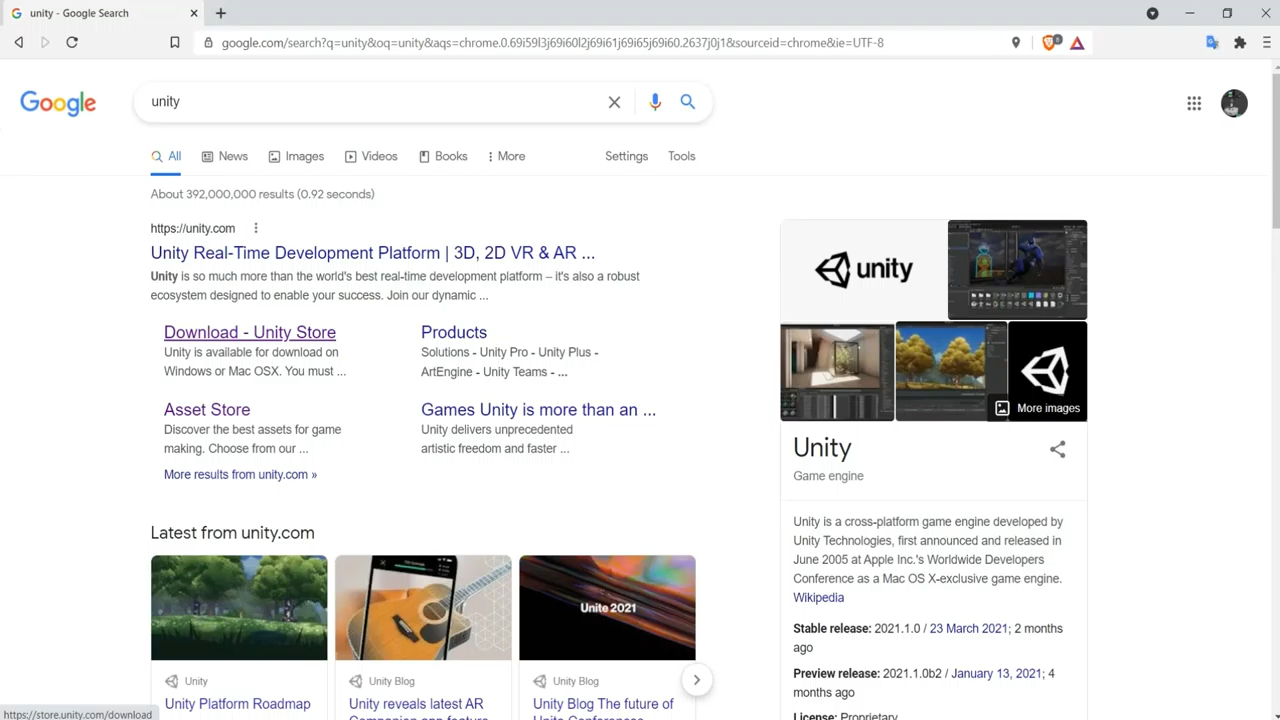 unity - Google Search
google.com/search?q=unity&oq=unity&aqs=chrome.0.69i59l3j69i60l2j69i61j69i65j69i60.2637j0j1&sourceid=chrome&ie=UTF-8
Google
unity
All
News
Images
Videos
Books
More
Settings
Tools
About 392,000,000 results (0.92 seconds)
https://unity.com
Unity Real-Time Development Platform | 3D, 2D VR & AR ...
Unity is so much more than the world's best real-time development platform – it's also a robust
ecosystem designed to enable your success. Join our dynamic ...
Download - Unity Store
Unity is available for download on
Windows or Mac OSX. You must ...
Products
Solutions - Unity Pro - Unity Plus -
ArtEngine - Unity Teams - ...
Asset Store
Discover the best assets for game
making. Choose from our ...
Games Unity is more than an ...
Unity delivers unprecedented
artistic freedom and faster ...
More results from unity.com »
Latest from unity.com
Unite 2021
Unity
Unity Platform Roadmap
Unity Blog
Unity reveals latest AR
Companion app feature
Unity Blog
Unity Blog The future of
Unite Conferences
unity
More images
Unity
Game engine
Unity is a cross-platform game engine developed by
Unity Technologies, first announced and released in
June 2005 at Apple Inc.'s Worldwide Developers
Conference as a Mac OS X-exclusive game engine.
Wikipedia
Stable release: 2021.1.0 / 23 March 2021; 2 months
ago
Preview release: 2021.1.0b2 / January 13, 2021; 4
months ago
License: Proprietary
https://store.unity.com/download